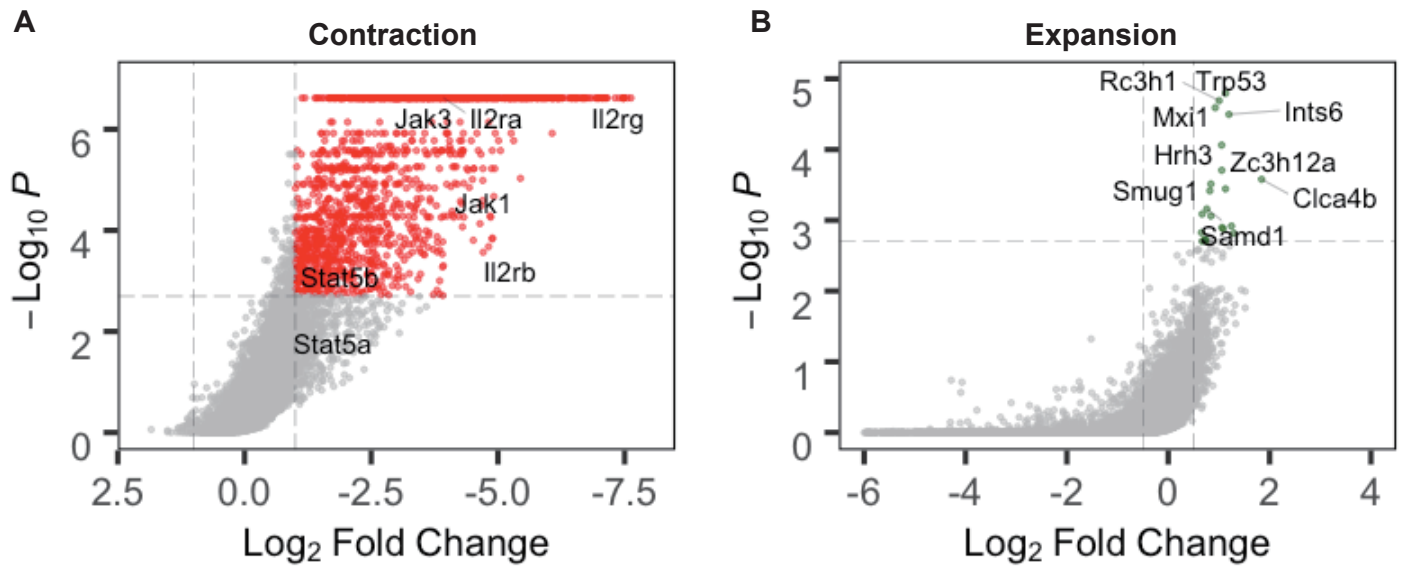 A
Contraction
− Log10 P
6
4
2
0
Jak3
Il2ra
Il2rg
Jak1
Il2rb
Stat5b
Stat5a
2.5
0.0
-2.5
-5.0
-7.5
Log2 Fold Change
B
Expansion
− Log10 P
5
4
3
2
1
0
Rc3h1
Trp53
Mxi1
Ints6
Hrh3
Zc3h12a
Smug1
Clca4b
Samd1
-6
-4
-2
0
2
4
Log2 Fold Change